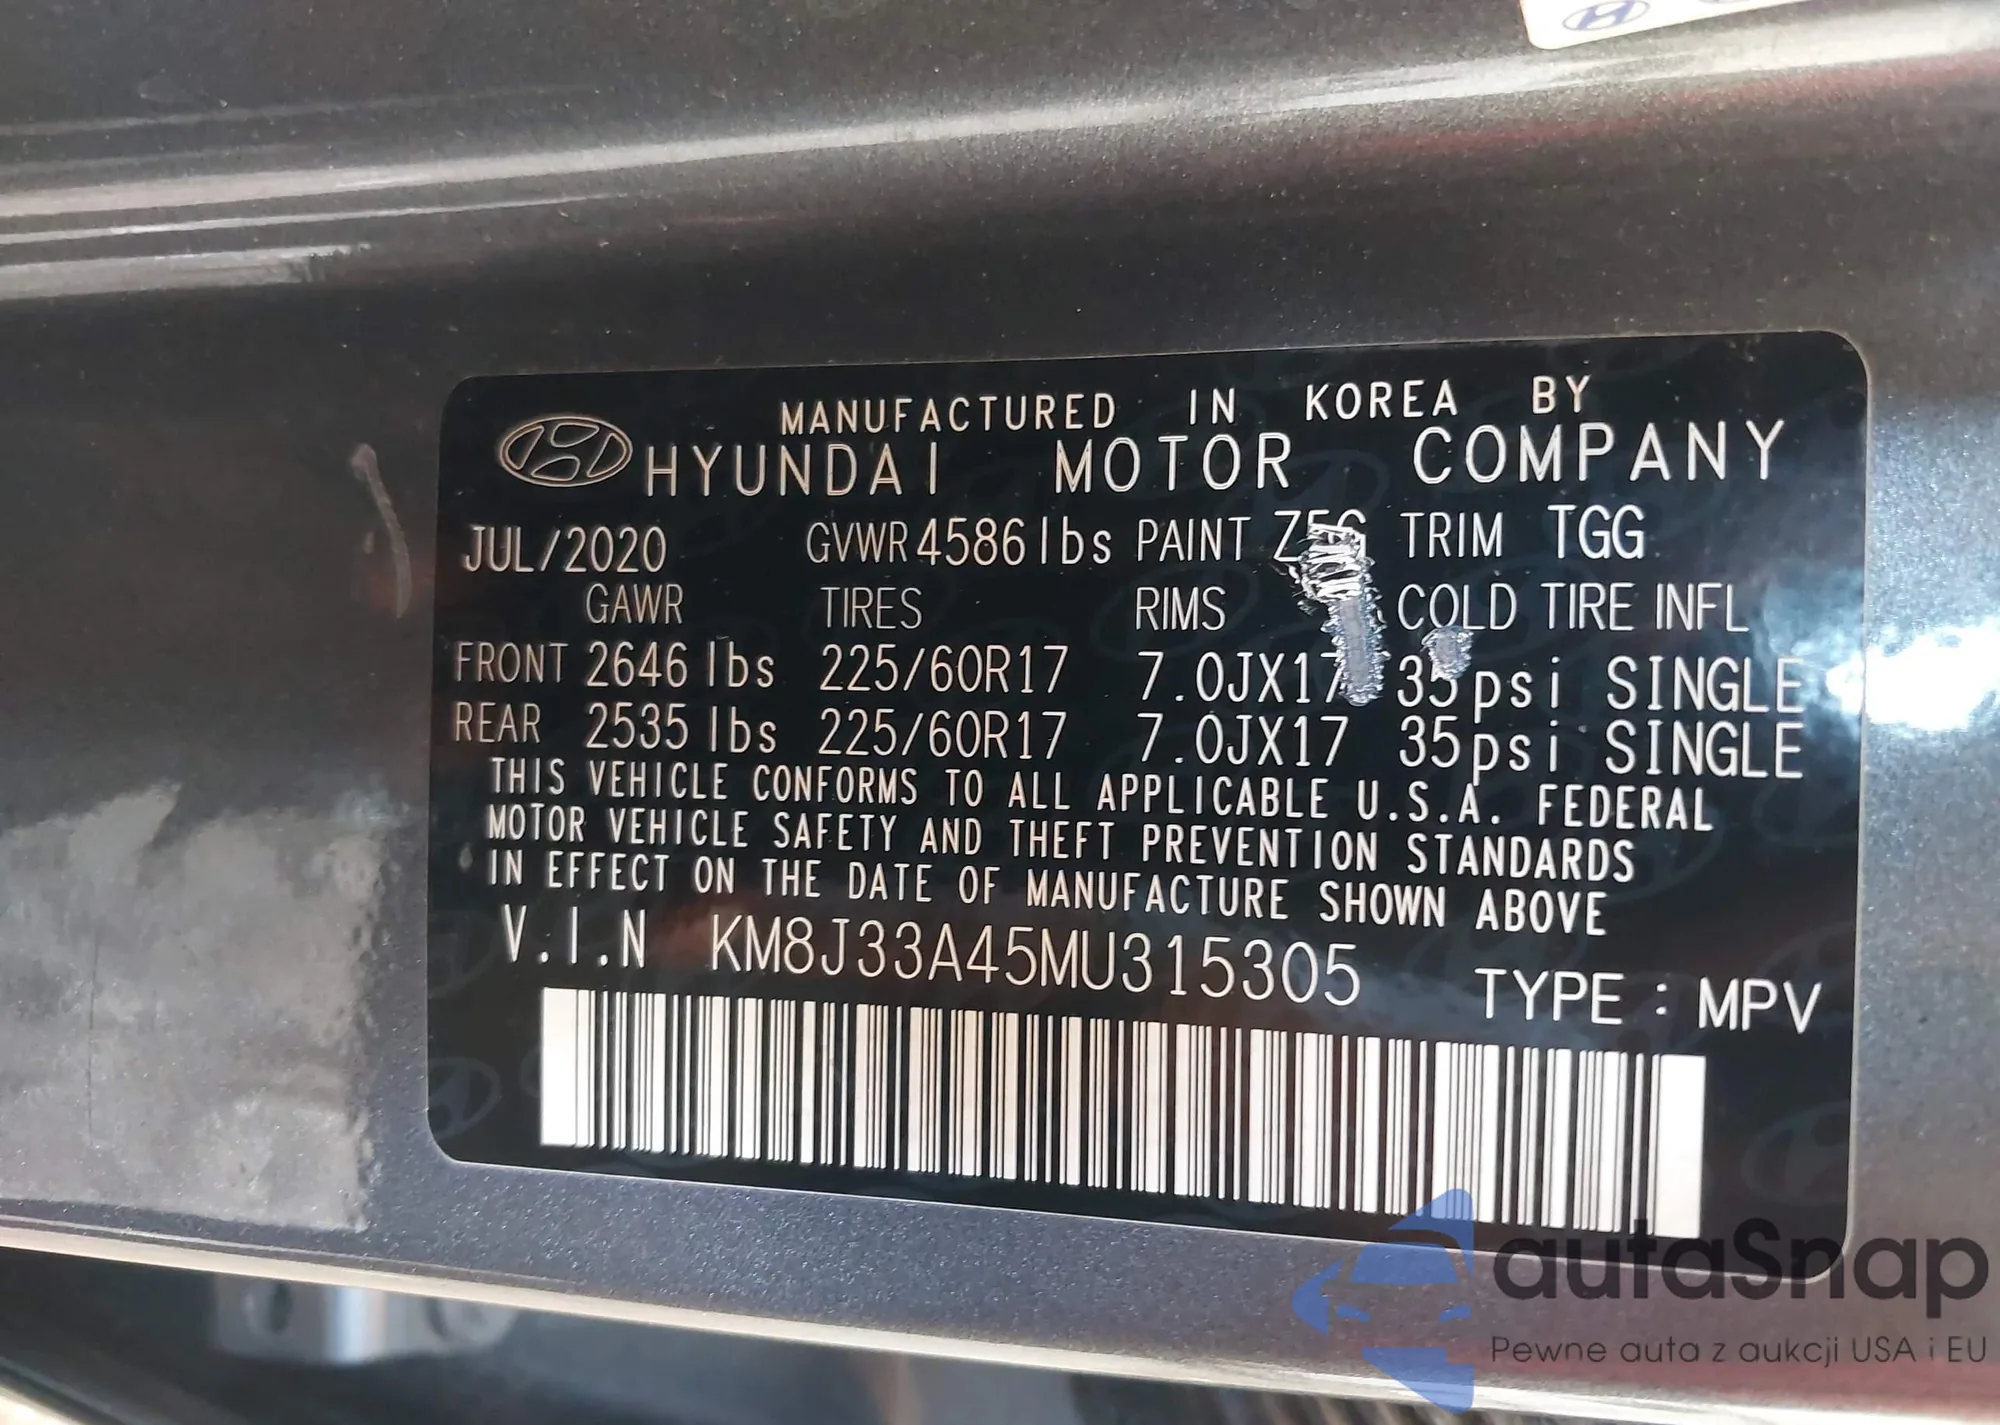 MANUFACTURED IN KOREA BY
HYUNDAI MOTOR COMPANY
JUL/2020 GVWR 4586 lbs PAINT TRIM TGG
GAWR TIRES RIMS COLD TIRE INFL
FRONT 2646 lbs 225/60R17 7.0JX17 35psi SINGLE
REAR 2535 lbs 225/60R17 7.0JX17 35psi SINGLE
THIS VEHICLE CONFORMS TO ALL APPLICABLE U.S.A. FEDERAL
MOTOR VEHICLE SAFETY AND THEFT PREVENTION STANDARDS
IN EFFECT ON THE DATE OF MANUFACTURE SHOWN ABOVE
V.I.N KM8J33A45MU315305 TYPE : MPV
autaSnap
Pewne auta z aukcji USA i EU